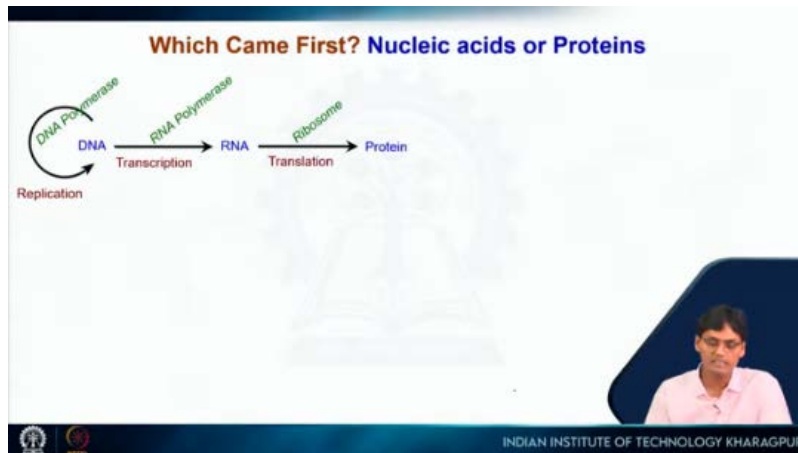 Which Came First? Nucleic acids or Proteins
DNA Polymerase
RNA Polymerase
Ribosome
DNA
RNA
Protein
Transcription
Translation
Replication
INDIAN INSTITUTE OF TECHNOLOGY KHARAGPUR